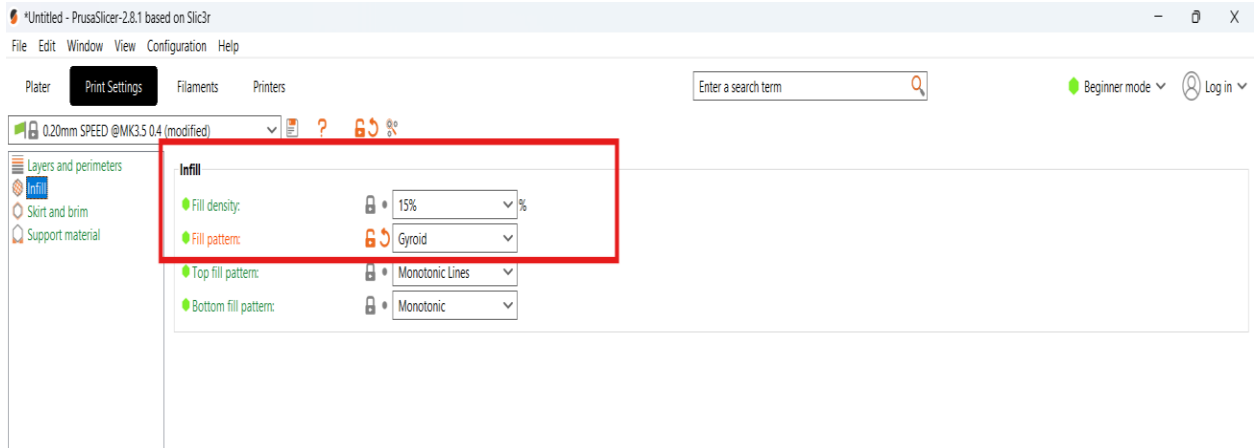 *Untitled - PrusaSlicer-2.8.1 based on Slic3r
File Edit Window View Configuration Help
Plater Print Settings Filaments Printers Enter a search term Beginner mode Log in
0.20mm SPEED @MK3.5 0.4 (modified) ?
Layers and perimeters
Infill
Skirt and brim
Support material
Infill
Fill density: 15% %
Fill pattern: Gyroid
Top fill pattern: Monotonic Lines
Bottom fill pattern: Monotonic